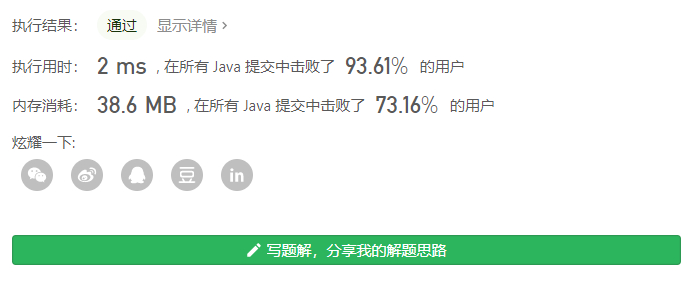 执行结果： 通过 显示详情 >
执行用时： 2 ms , 在所有 Java 提交中击败了 93.61% 的用户
内存消耗： 38.6 MB , 在所有 Java 提交中击败了 73.16% 的用户
炫耀一下:
豆 in
写题解，分享我的解题思路